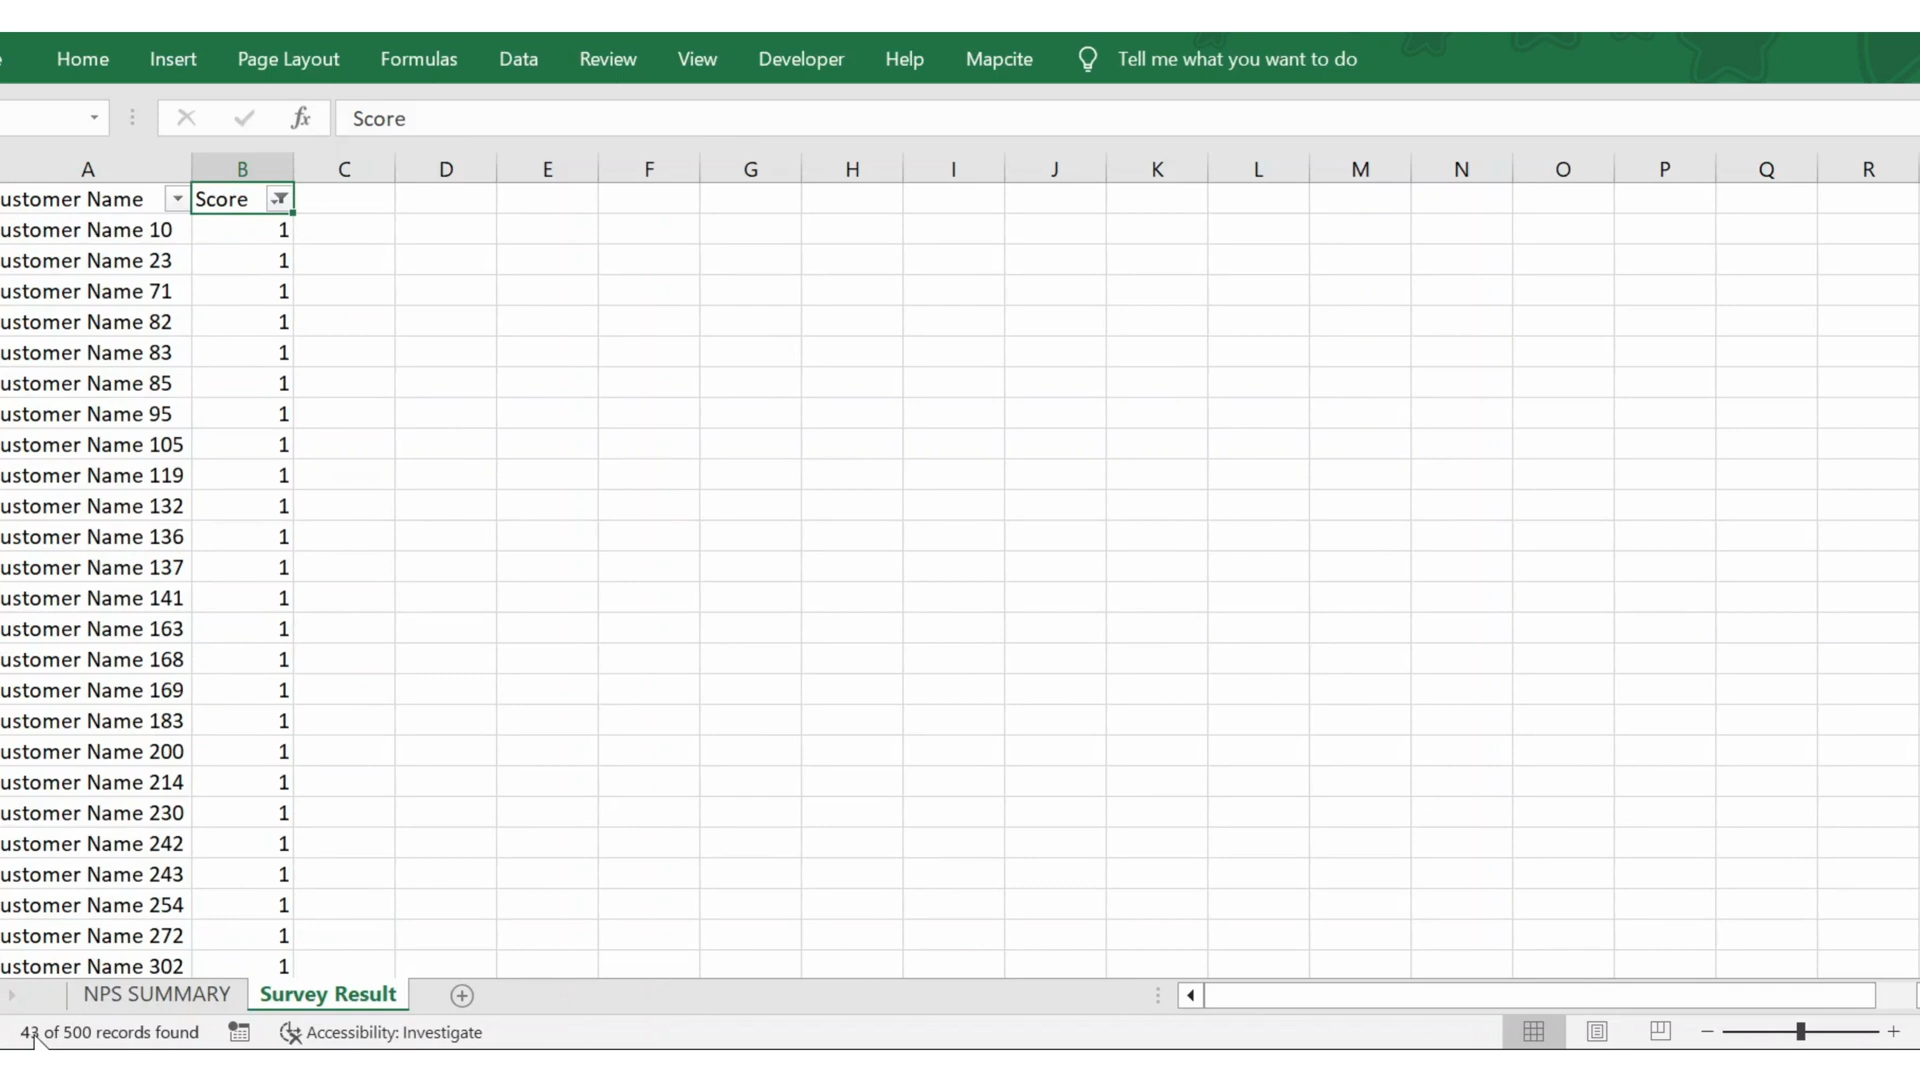 Home Insert Page Layout Formulas Data Review View Developer Help Mapcite Tell me what you want to do
fx Score
A B C D E F G H I J K L M N O P Q R
ustomer Name Score
ustomer Name 10 1
ustomer Name 23 1
ustomer Name 71 1
ustomer Name 82 1
ustomer Name 83 1
ustomer Name 85 1
ustomer Name 95 1
ustomer Name 105 1
ustomer Name 119 1
ustomer Name 132 1
ustomer Name 136 1
ustomer Name 137 1
ustomer Name 141 1
ustomer Name 163 1
ustomer Name 168 1
ustomer Name 169 1
ustomer Name 183 1
ustomer Name 200 1
ustomer Name 214 1
ustomer Name 230 1
ustomer Name 242 1
ustomer Name 243 1
ustomer Name 254 1
ustomer Name 272 1
ustomer Name 302 1
NPS SUMMARY Survey Result
43 of 500 records found Accessibility: Investigate